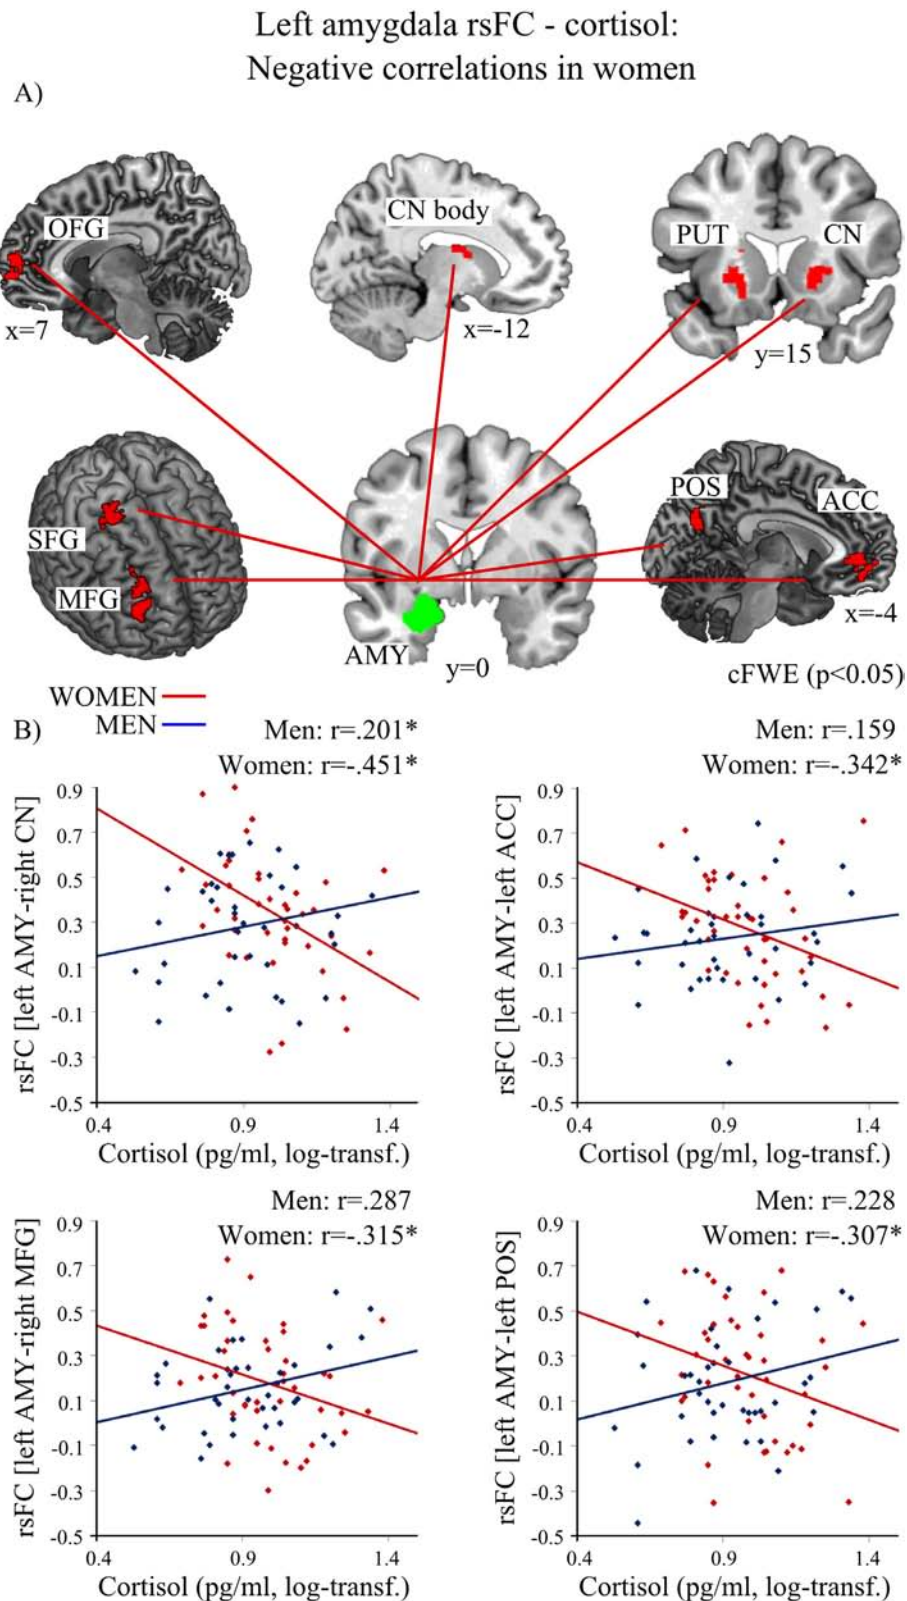 Left amygdala rsFC - cortisol:
Negative correlations in women
A)
OFG
x=7
CN body
x=-12
PUT
CN
y=15
SFG
MFG
AMY
y=0
POS
ACC
x=-4
cFWE (p<0.05)
WOMEN
MEN
B)
Men: r=.201*
Women: r=-.451*
rsFC [left AMY-right CN]
0.9
0.7
0.5
0.3
0.1
-0.1
-0.3
-0.5
0.4 0.9 1.4
Cortisol (pg/ml, log-transf.)
Men: r=.159
Women: r=-.342*
rsFC [left AMY-left ACC]
0.9
0.7
0.5
0.3
0.1
-0.1
-0.3
-0.5
0.4 0.9 1.4
Cortisol (pg/ml, log-transf.)
Men: r=.287
Women: r=-.315*
rsFC [left AMY-right MFG]
0.9
0.7
0.5
0.3
0.1
-0.1
-0.3
-0.5
0.4 0.9 1.4
Cortisol (pg/ml, log-transf.)
Men: r=.228
Women: r=-.307*
rsFC [left AMY-left POS]
0.9
0.7
0.5
0.3
0.1
-0.1
-0.3
-0.5
0.4 0.9 1.4
Cortisol (pg/ml, log-transf.)